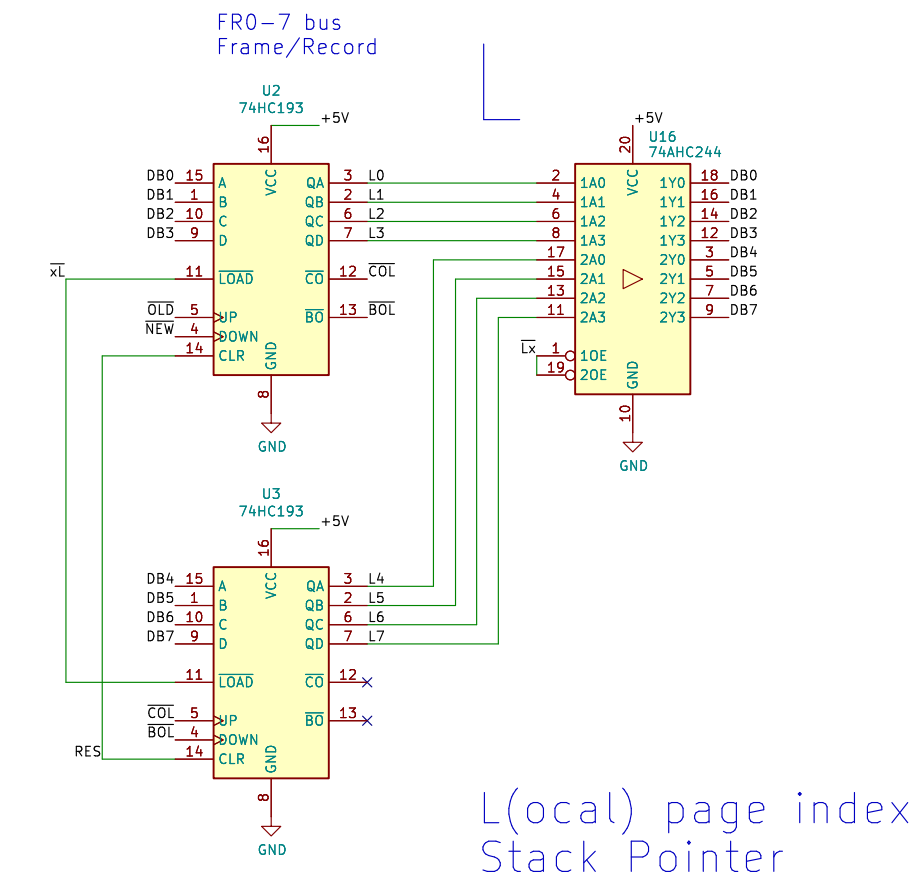 FR0-7 bus
Frame/Record
U2
74HC193
+5V
16
VCC
DB0 15 A QA 3 L0
DB1 1 B QB 2 L1
DB2 10 C QC 6 L2
DB3 9 D QD 7 L3
xL 11 LOAD CO 12 COL
OLD 5 UP BO 13 BOL
NEW 4 DOWN
14 CLR
GND
8
GND
+5V
U16
74AHC244
20
VCC
2 1A0 1Y0 18 DB0
4 1A1 1Y1 16 DB1
6 1A2 1Y2 14 DB2
8 1A3 1Y3 12 DB3
17 2A0 2Y0 3 DB4
15 2A1 2Y1 5 DB5
13 2A2 2Y2 7 DB6
11 2A3 2Y3 9 DB7
Lx 1 1OE
19 2OE
GND
10
GND
U3
74HC193
+5V
16
VCC
DB4 15 A QA 3 L4
DB5 1 B QB 2 L5
DB6 10 C QC 6 L6
DB7 9 D QD 7 L7
11 LOAD CO 12
COL 5 UP BO 13
BOL 4 DOWN
RES 14 CLR
GND
8
GND
L(ocal) page index
Stack Pointer